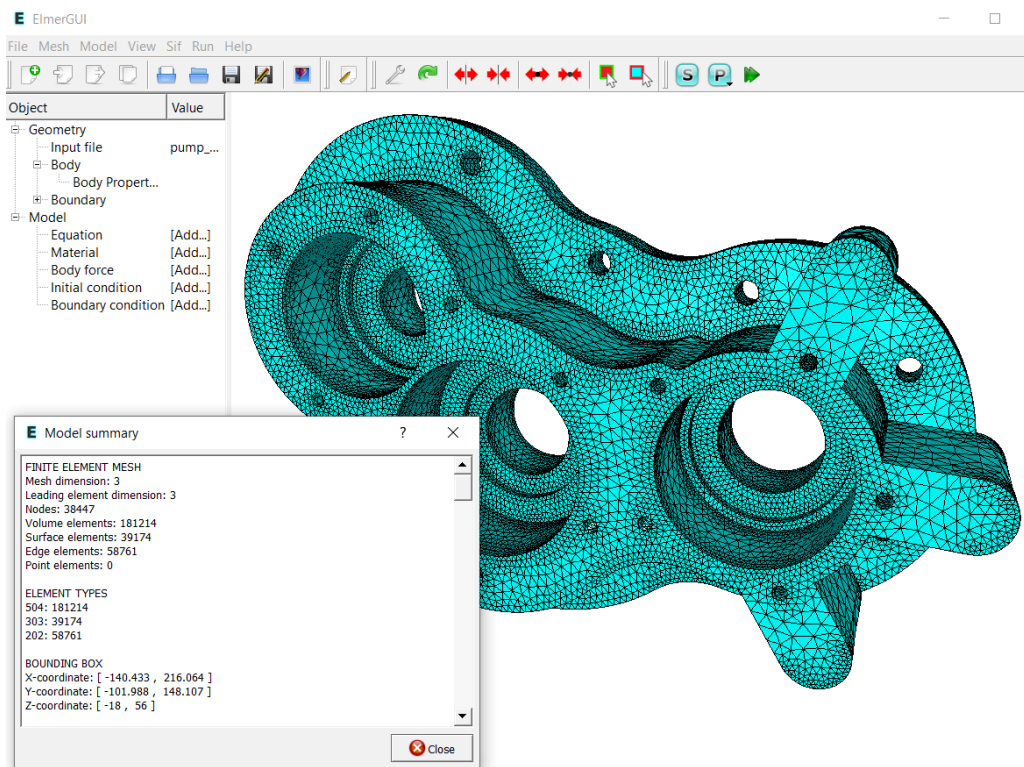 ElmerGUI
File Mesh Model View Sif Run Help
S P
Object Value
Geometry
Input file pump_...
Body
Body Propert...
Boundary
Model
Equation [Add...]
Material [Add...]
Body force [Add...]
Initial condition [Add...]
Boundary condition [Add...]
E Model summary ?
FINITE ELEMENT MESH
Mesh dimension: 3
Leading element dimension: 3
Nodes: 38447
Volume elements: 181214
Surface elements: 39174
Edge elements: 58761
Point elements: 0
ELEMENT TYPES
504: 181214
303: 39174
202: 58761
BOUNDING BOX
X-coordinate: [ -140.433 , 216.064 ]
Y-coordinate: [ -101.988 , 148.107 ]
Z-coordinate: [ -18 , 56 ]
Close